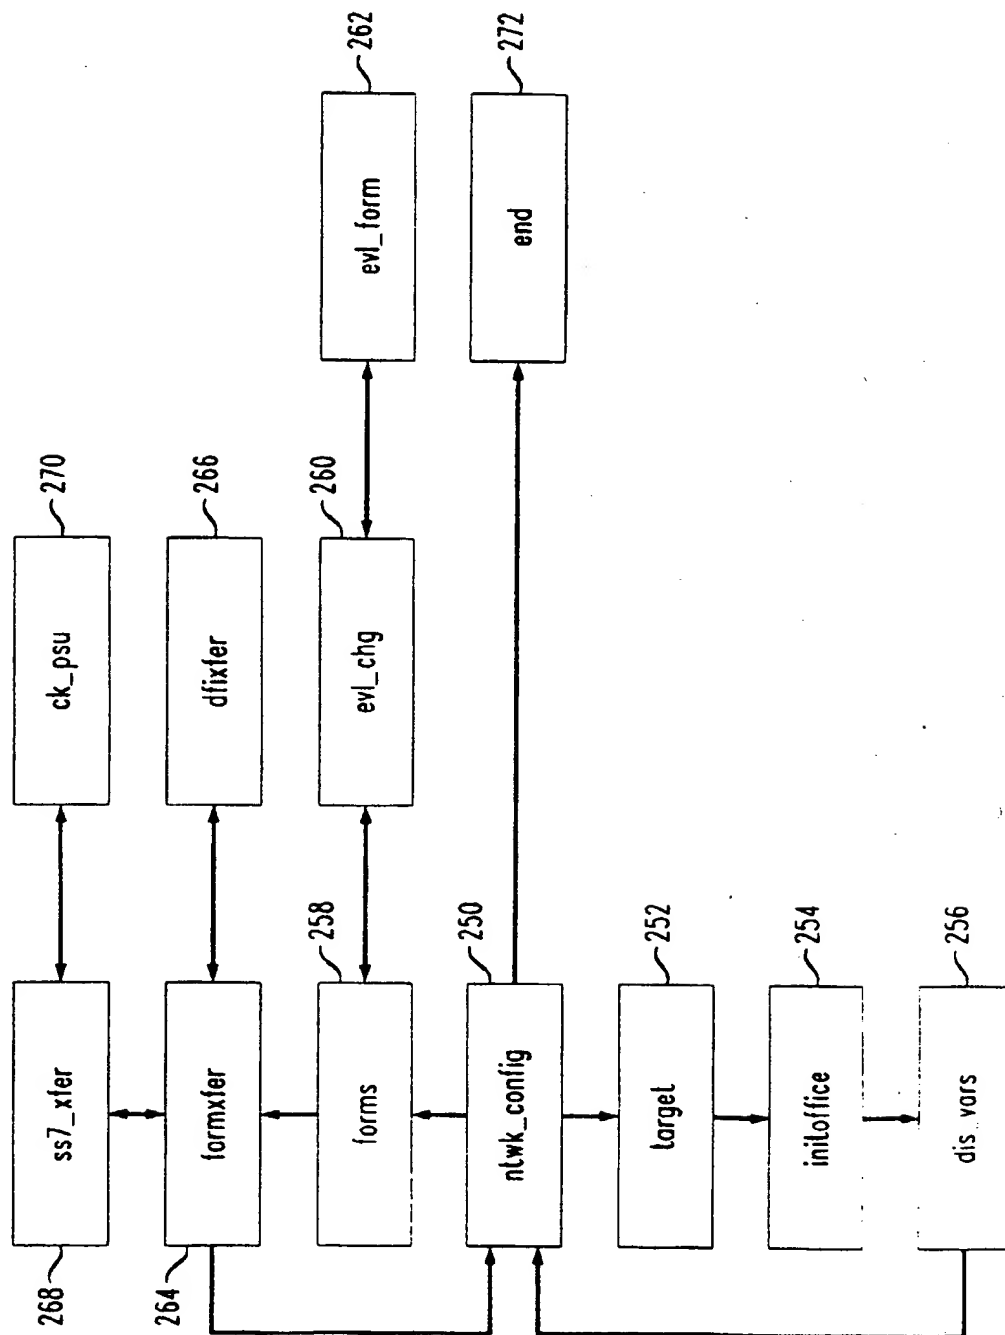 268
ss7_xfer
ck_psu
270
264
formxfer
dfixfer
266
forms
258
evl_chg
260
evl_form
262
ntwk_config
250
end
272
target
252
initoffice
254
dis_vars
256